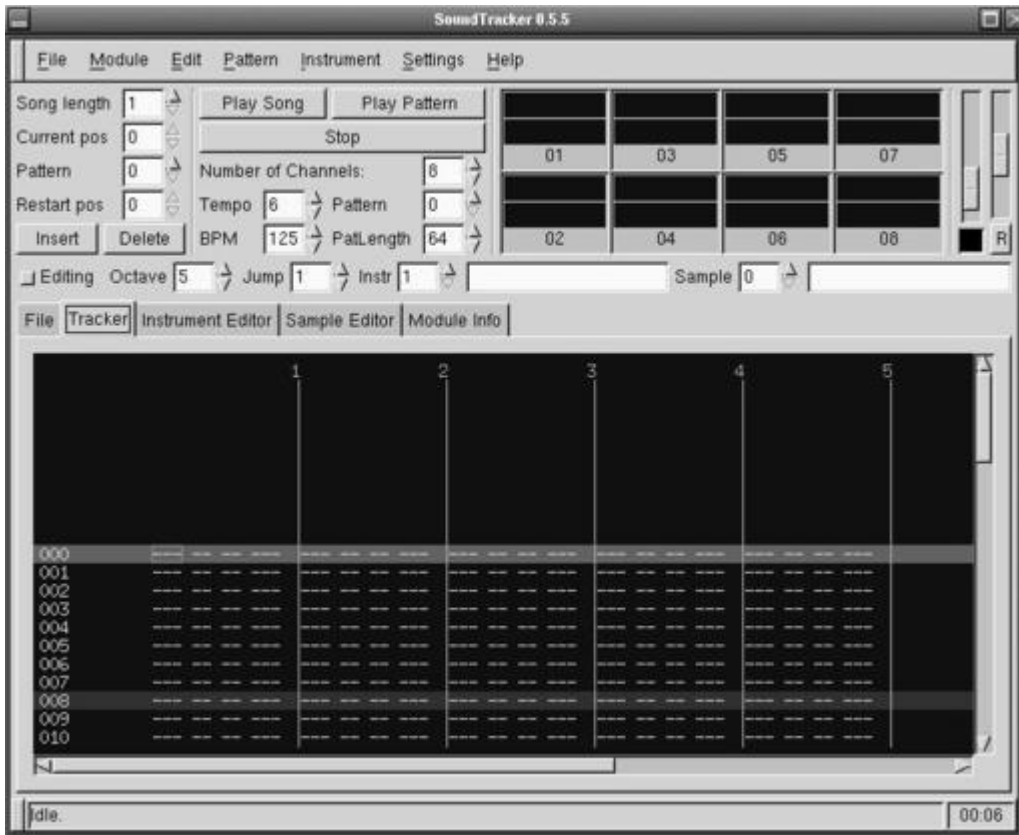 SoundTracker 0.5.5
File Module Edit Pattern Instrument Settings Help
Song length 1 Play Song Play Pattern
Current pos 0 Stop
01 03 05 07
Pattern 0 Number of Channels: 8
Restart pos 0 Tempo 6 Pattern 0
Insert Delete BPM 125 PatLength 64 02 04 06 08 R
Editing Octave 5 Jump 1 Instr 1 Sample 0
File Tracker Instrument Editor Sample Editor Module Info
1 2 3 4 5
000 --- -- -- --- --- -- -- --- --- -- -- --- --- -- -- --- --- -- -- ---
001 --- -- -- --- --- -- -- --- --- -- -- --- --- -- -- --- --- -- -- ---
002 --- -- -- --- --- -- -- --- --- -- -- --- --- -- -- --- --- -- -- ---
003 --- -- -- --- --- -- -- --- --- -- -- --- --- -- -- --- --- -- -- ---
004 --- -- -- --- --- -- -- --- --- -- -- --- --- -- -- --- --- -- -- ---
005 --- -- -- --- --- -- -- --- --- -- -- --- --- -- -- --- --- -- -- ---
006 --- -- -- --- --- -- -- --- --- -- -- --- --- -- -- --- --- -- -- ---
007 --- -- -- --- --- -- -- --- --- -- -- --- --- -- -- --- --- -- -- ---
008 --- -- -- --- --- -- -- --- --- -- -- --- --- -- -- --- --- -- -- ---
009 --- -- -- --- --- -- -- --- --- -- -- --- --- -- -- --- --- -- -- ---
010 --- -- -- --- --- -- -- --- --- -- -- --- --- -- -- --- --- -- -- ---
Idle. 00:06